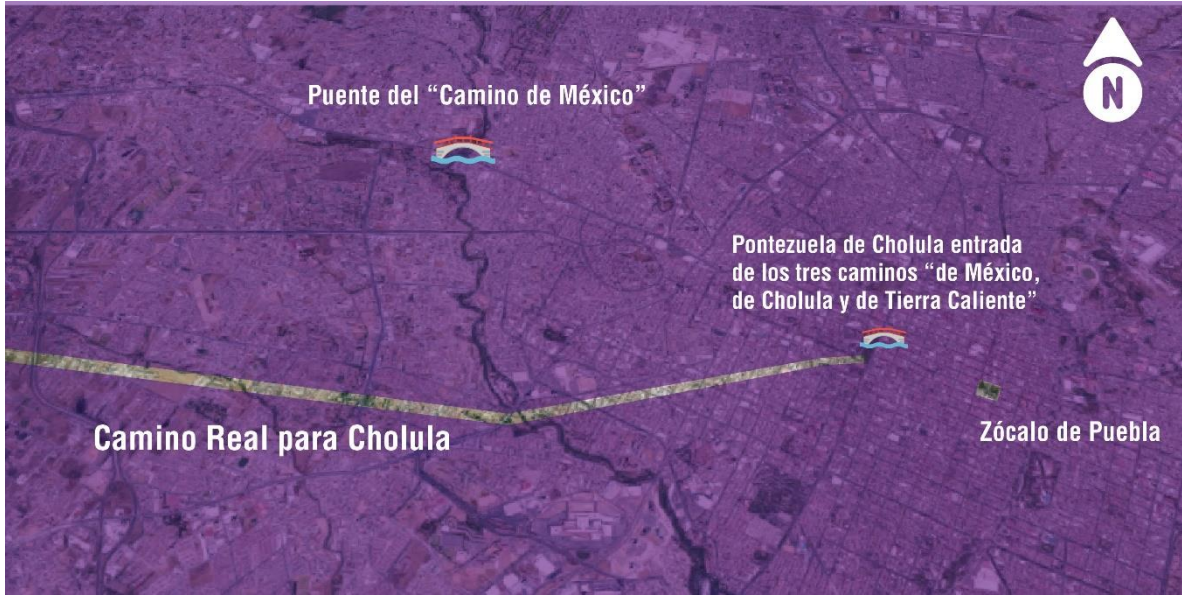 N
Puente del “Camino de México”
Pontezuela de Cholula entrada
de los tres caminos “de México,
de Cholula y de Tierra Caliente”
Camino Real para Cholula
Zócalo de Puebla